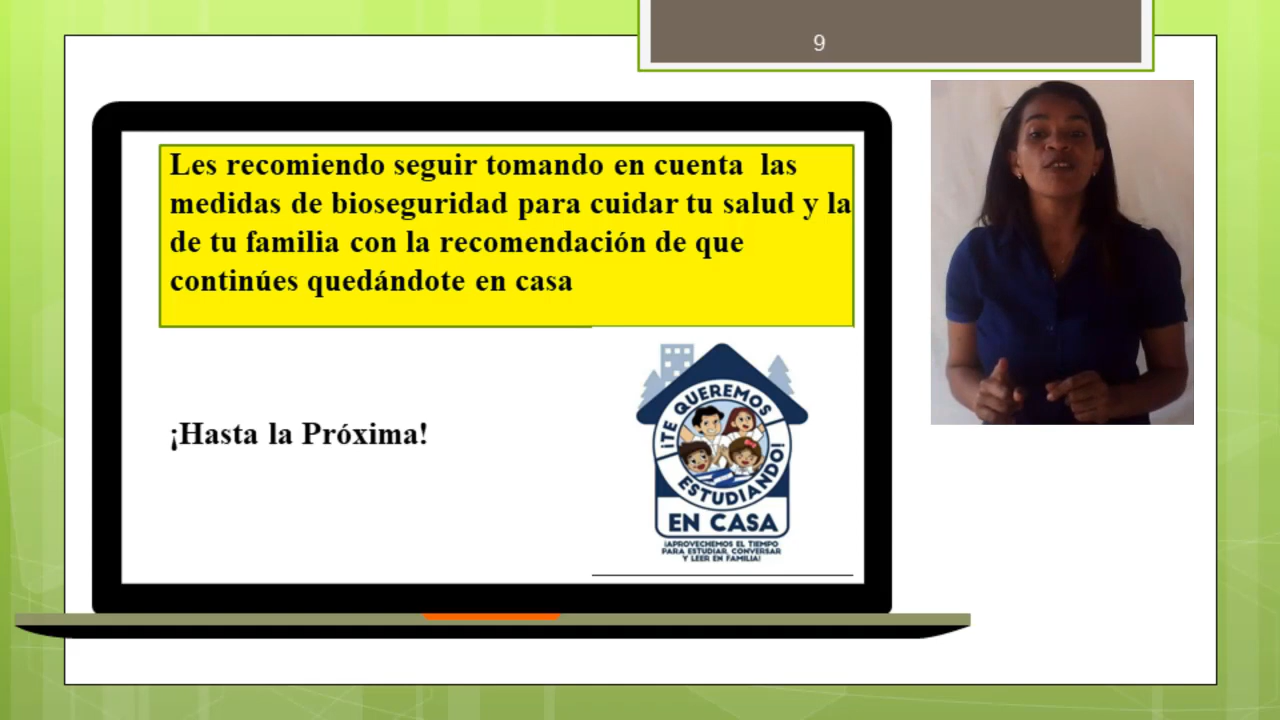 9
Les recomiendo seguir tomando en cuenta  las
medidas de bioseguridad para cuidar tu salud y la
de tu familia con la recomendación de que
continúes quedándote en casa
¡Hasta la Próxima!
¡TE QUEREMOS
ESTUDIANDO!
EN CASA
¡APROVECHEMOS EL TIEMPO
PARA ESTUDIAR, CONVERSAR
Y LEER EN FAMILIA!